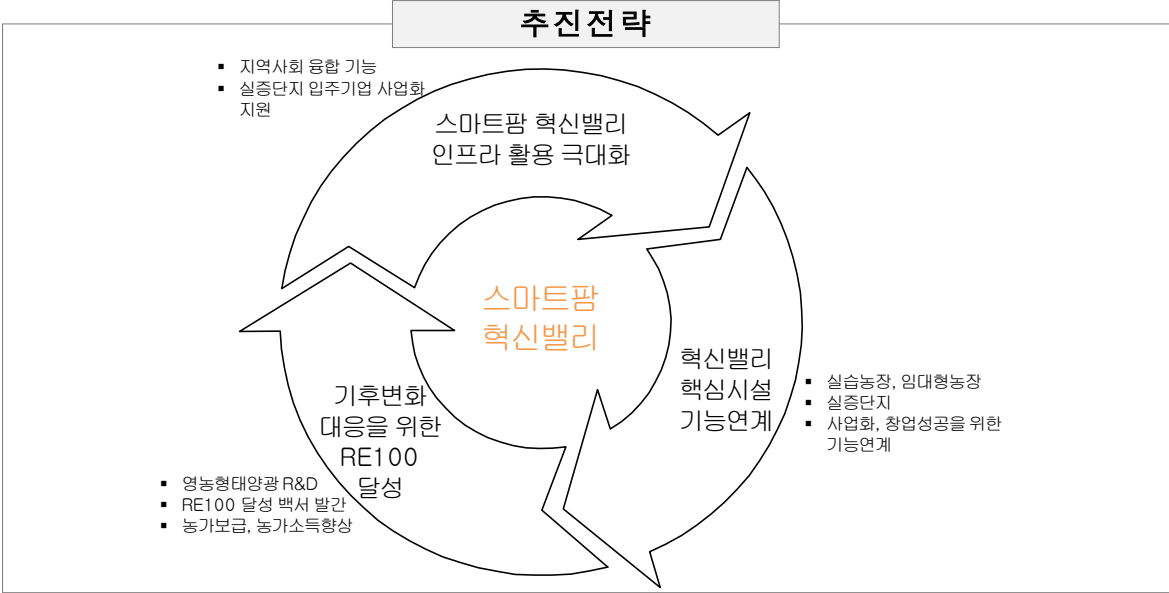 추진전략
▪ 지역사회 융합 기능
▪ 실증단지 입주기업 사업화
지원
스마트팜 혁신밸리
인프라 활용 극대화
스마트팜
혁신밸리
혁신밸리
핵심시설
기능연계
▪ 실습농장, 임대형농장
▪ 실증단지
▪ 사업화, 창업성공을 위한
기능연계
기후변화
대응을 위한
RE100
달성
▪ 영농형태양광 R&D
▪ RE100 달성 백서 발간
▪ 농가보급, 농가소득향상